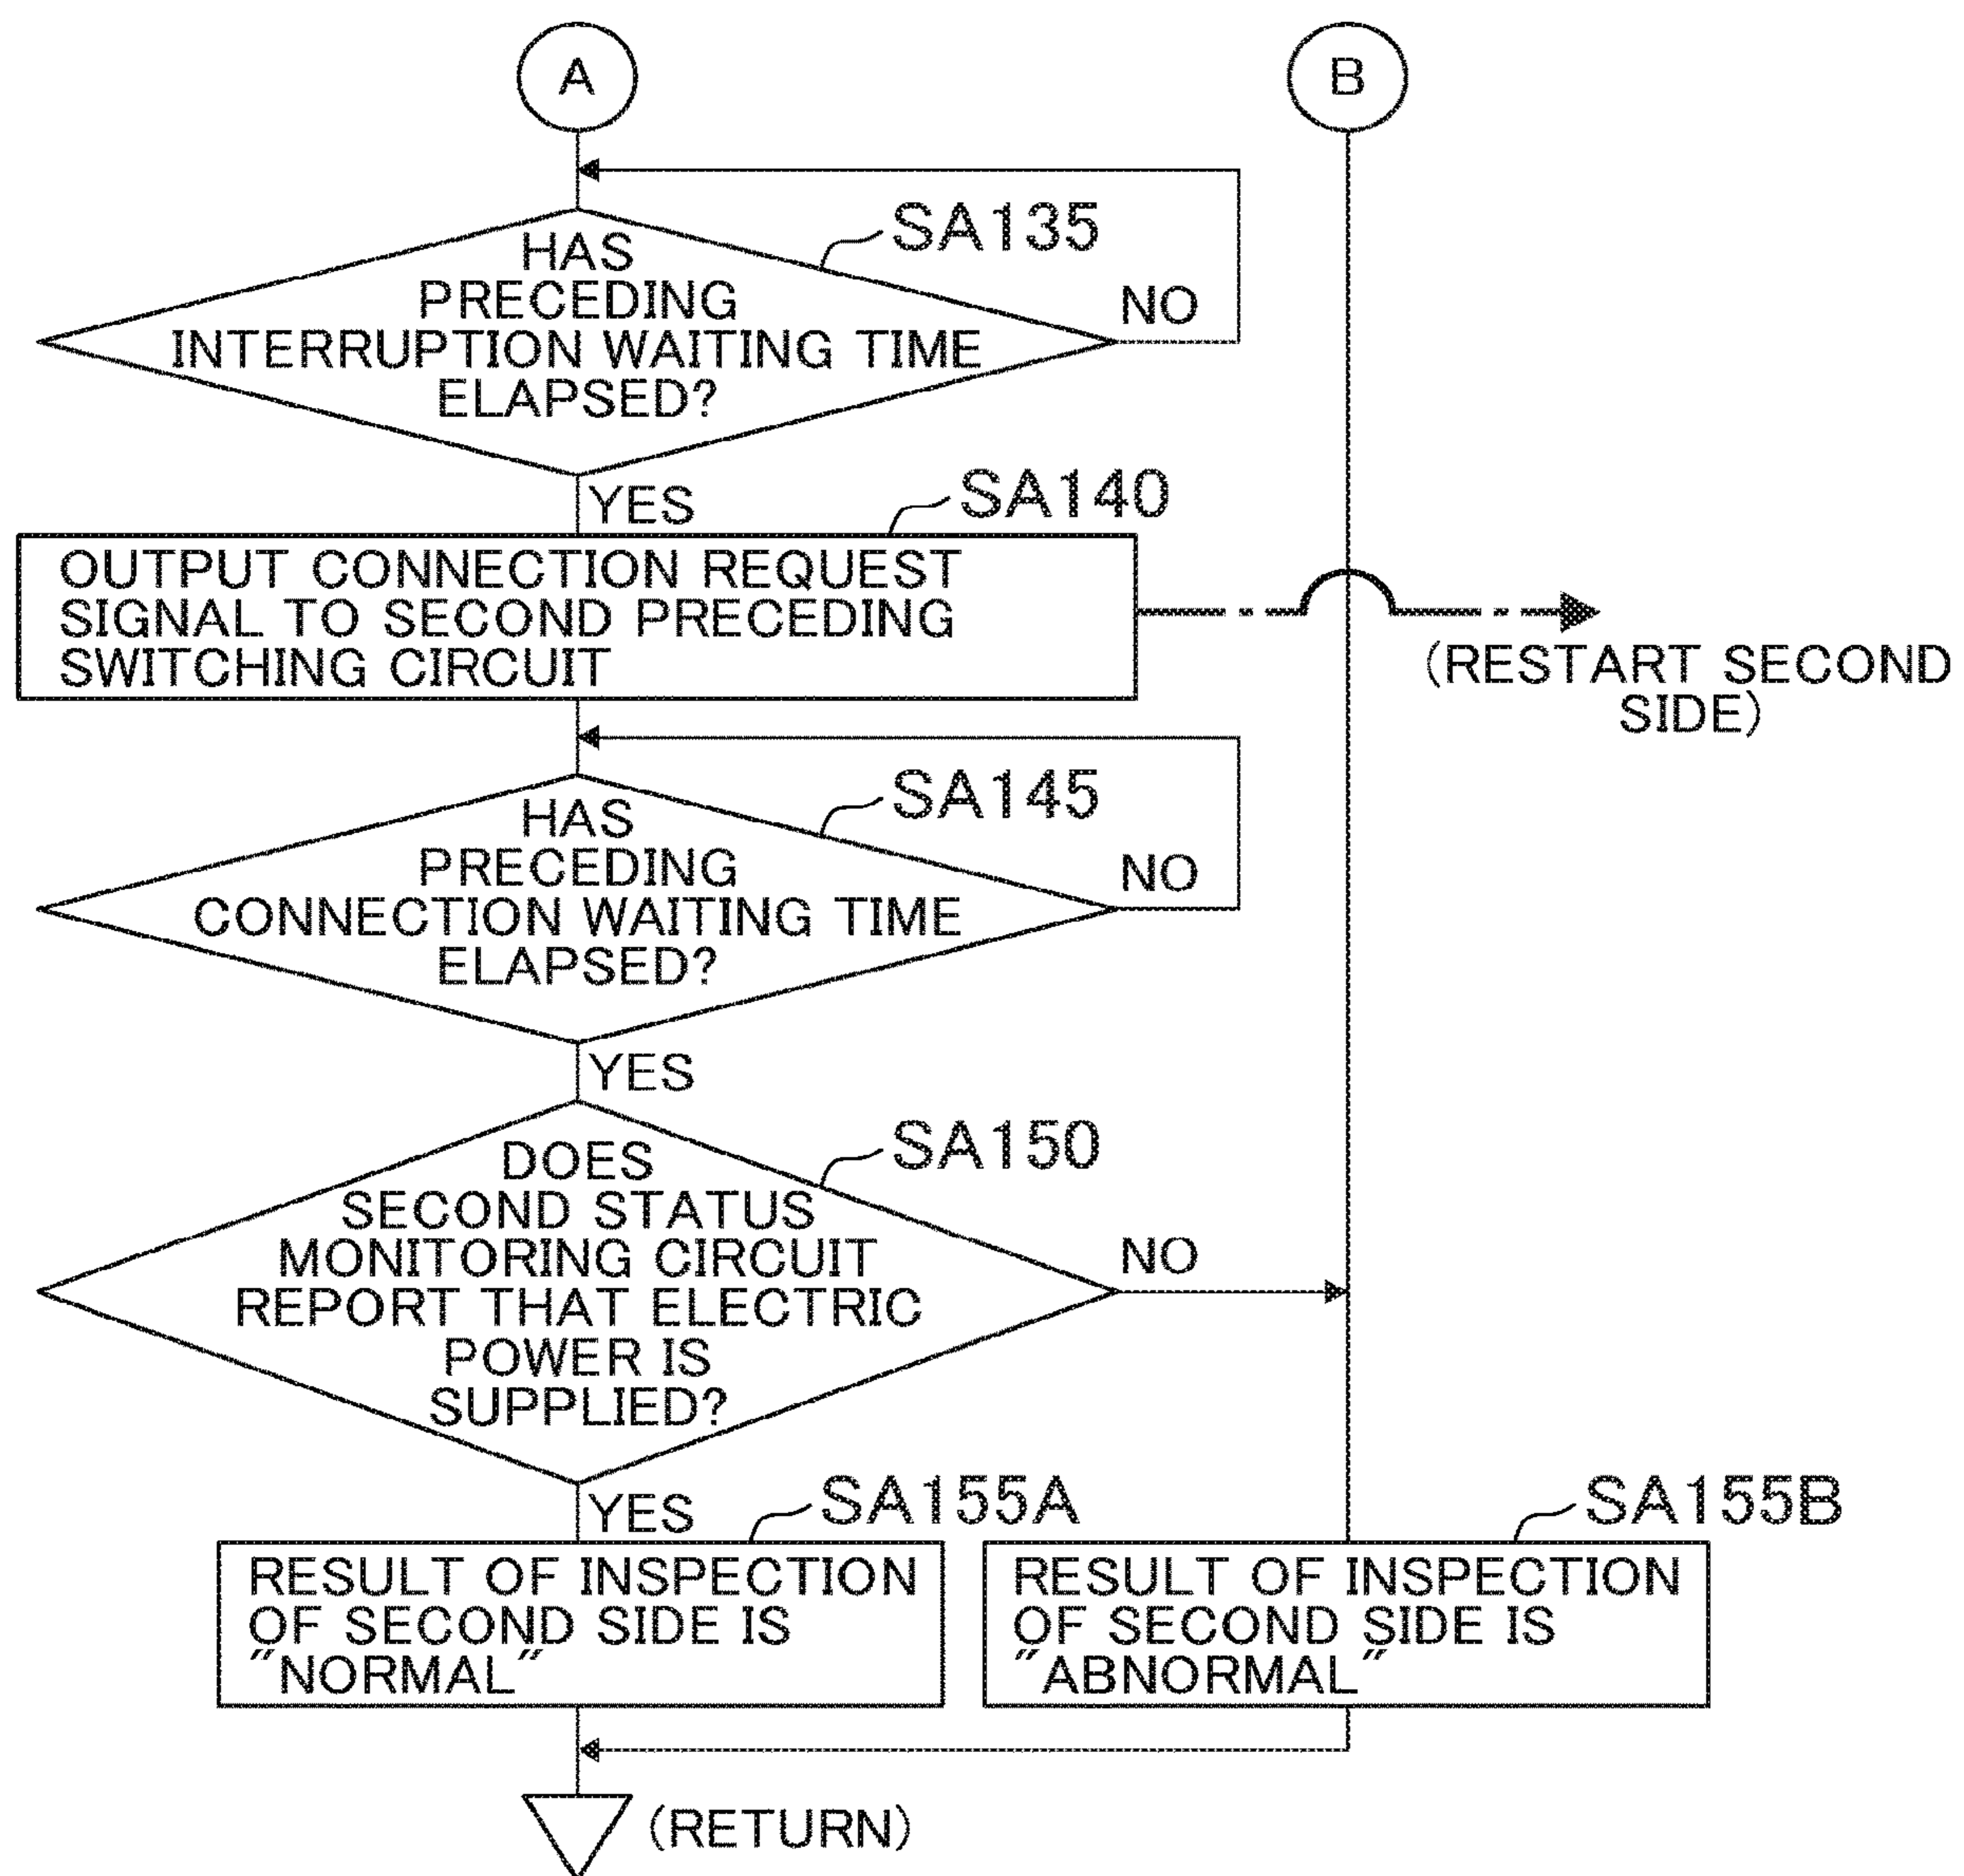 A
B
SA135
HAS
PRECEDING
INTERRUPTION WAITING TIME
ELAPSED?
NO
YES
SA140
OUTPUT CONNECTION REQUEST
SIGNAL TO SECOND PRECEDING
SWITCHING CIRCUIT
(RESTART SECOND
SIDE)
SA145
HAS
PRECEDING
CONNECTION WAITING TIME
ELAPSED?
NO
YES
SA150
DOES
SECOND STATUS
MONITORING CIRCUIT
REPORT THAT ELECTRIC
POWER IS
SUPPLIED?
NO
YES
SA155A
RESULT OF INSPECTION
OF SECOND SIDE IS
"NORMAL"
SA155B
RESULT OF INSPECTION
OF SECOND SIDE IS
"ABNORMAL"
(RETURN)